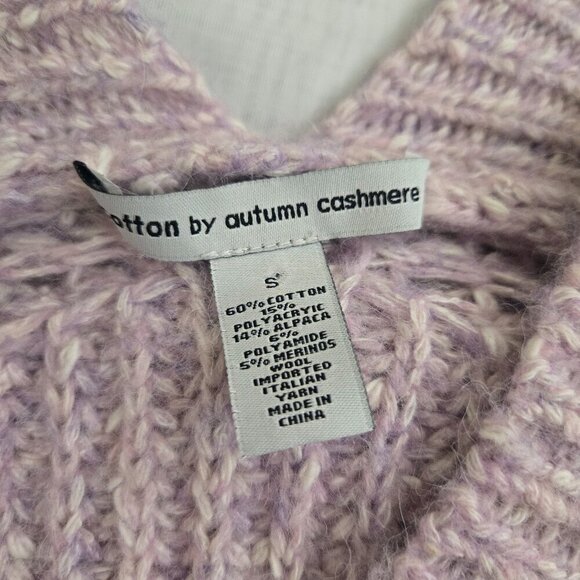 otton by autumn cashmere
S
60% COTTON
15%
POLYACRYIC
14% ALPACA
6%
POLYAMIDE
5% MERINOS
WOOL
IMPORTED
ITALIAN
YARN
MADE IN
CHINA